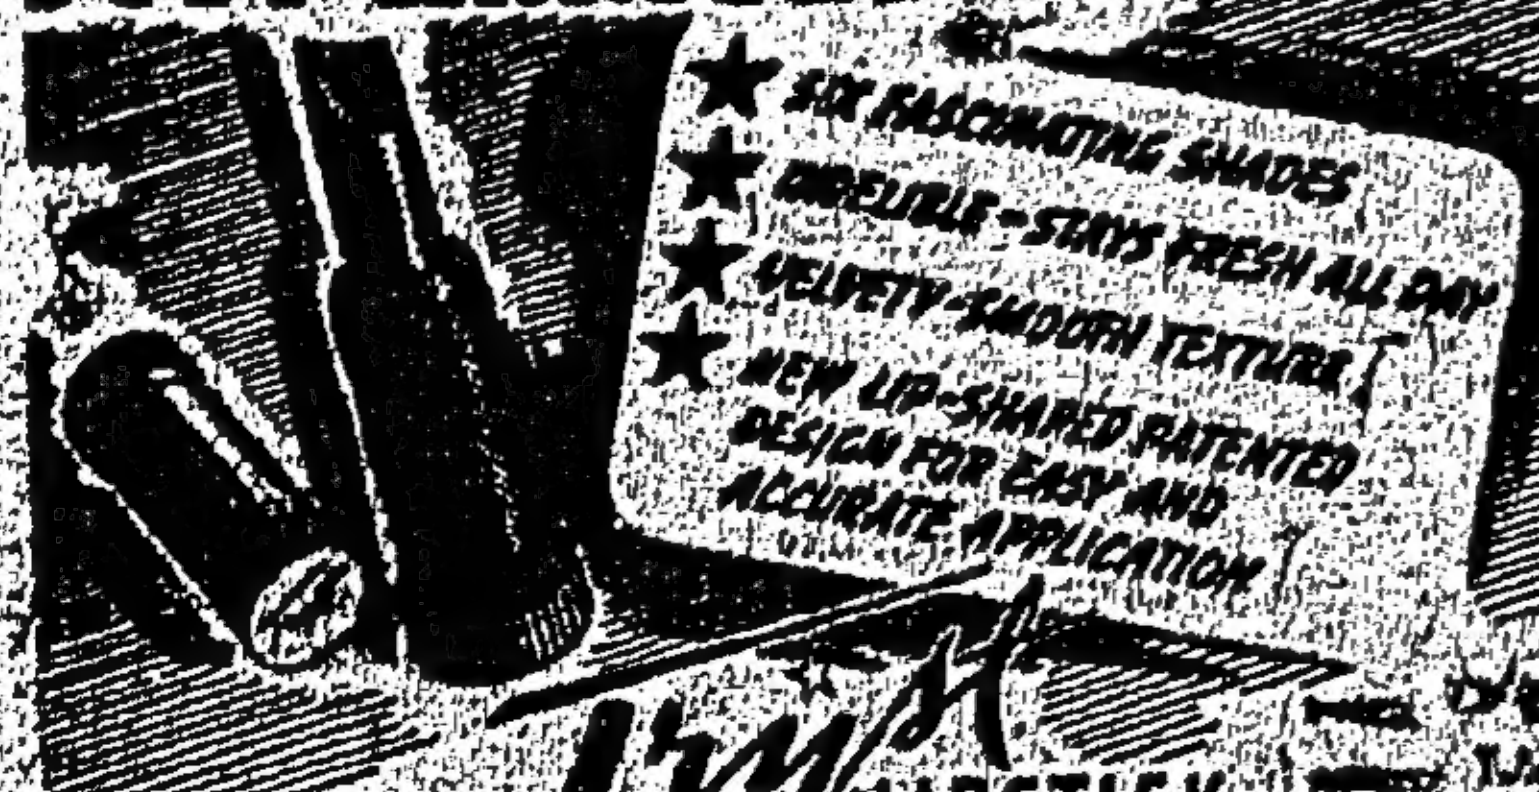 ★ SIX FASCINATING SHADES
★ INDELIBLE - STAYS FRESH ALL DAY
★ VELVETY-SMOOTH TEXTURE
★ NEW LIP-SHAPED PATENTED
DESIGN FOR EASY AND
ACCURATE APPLICATION